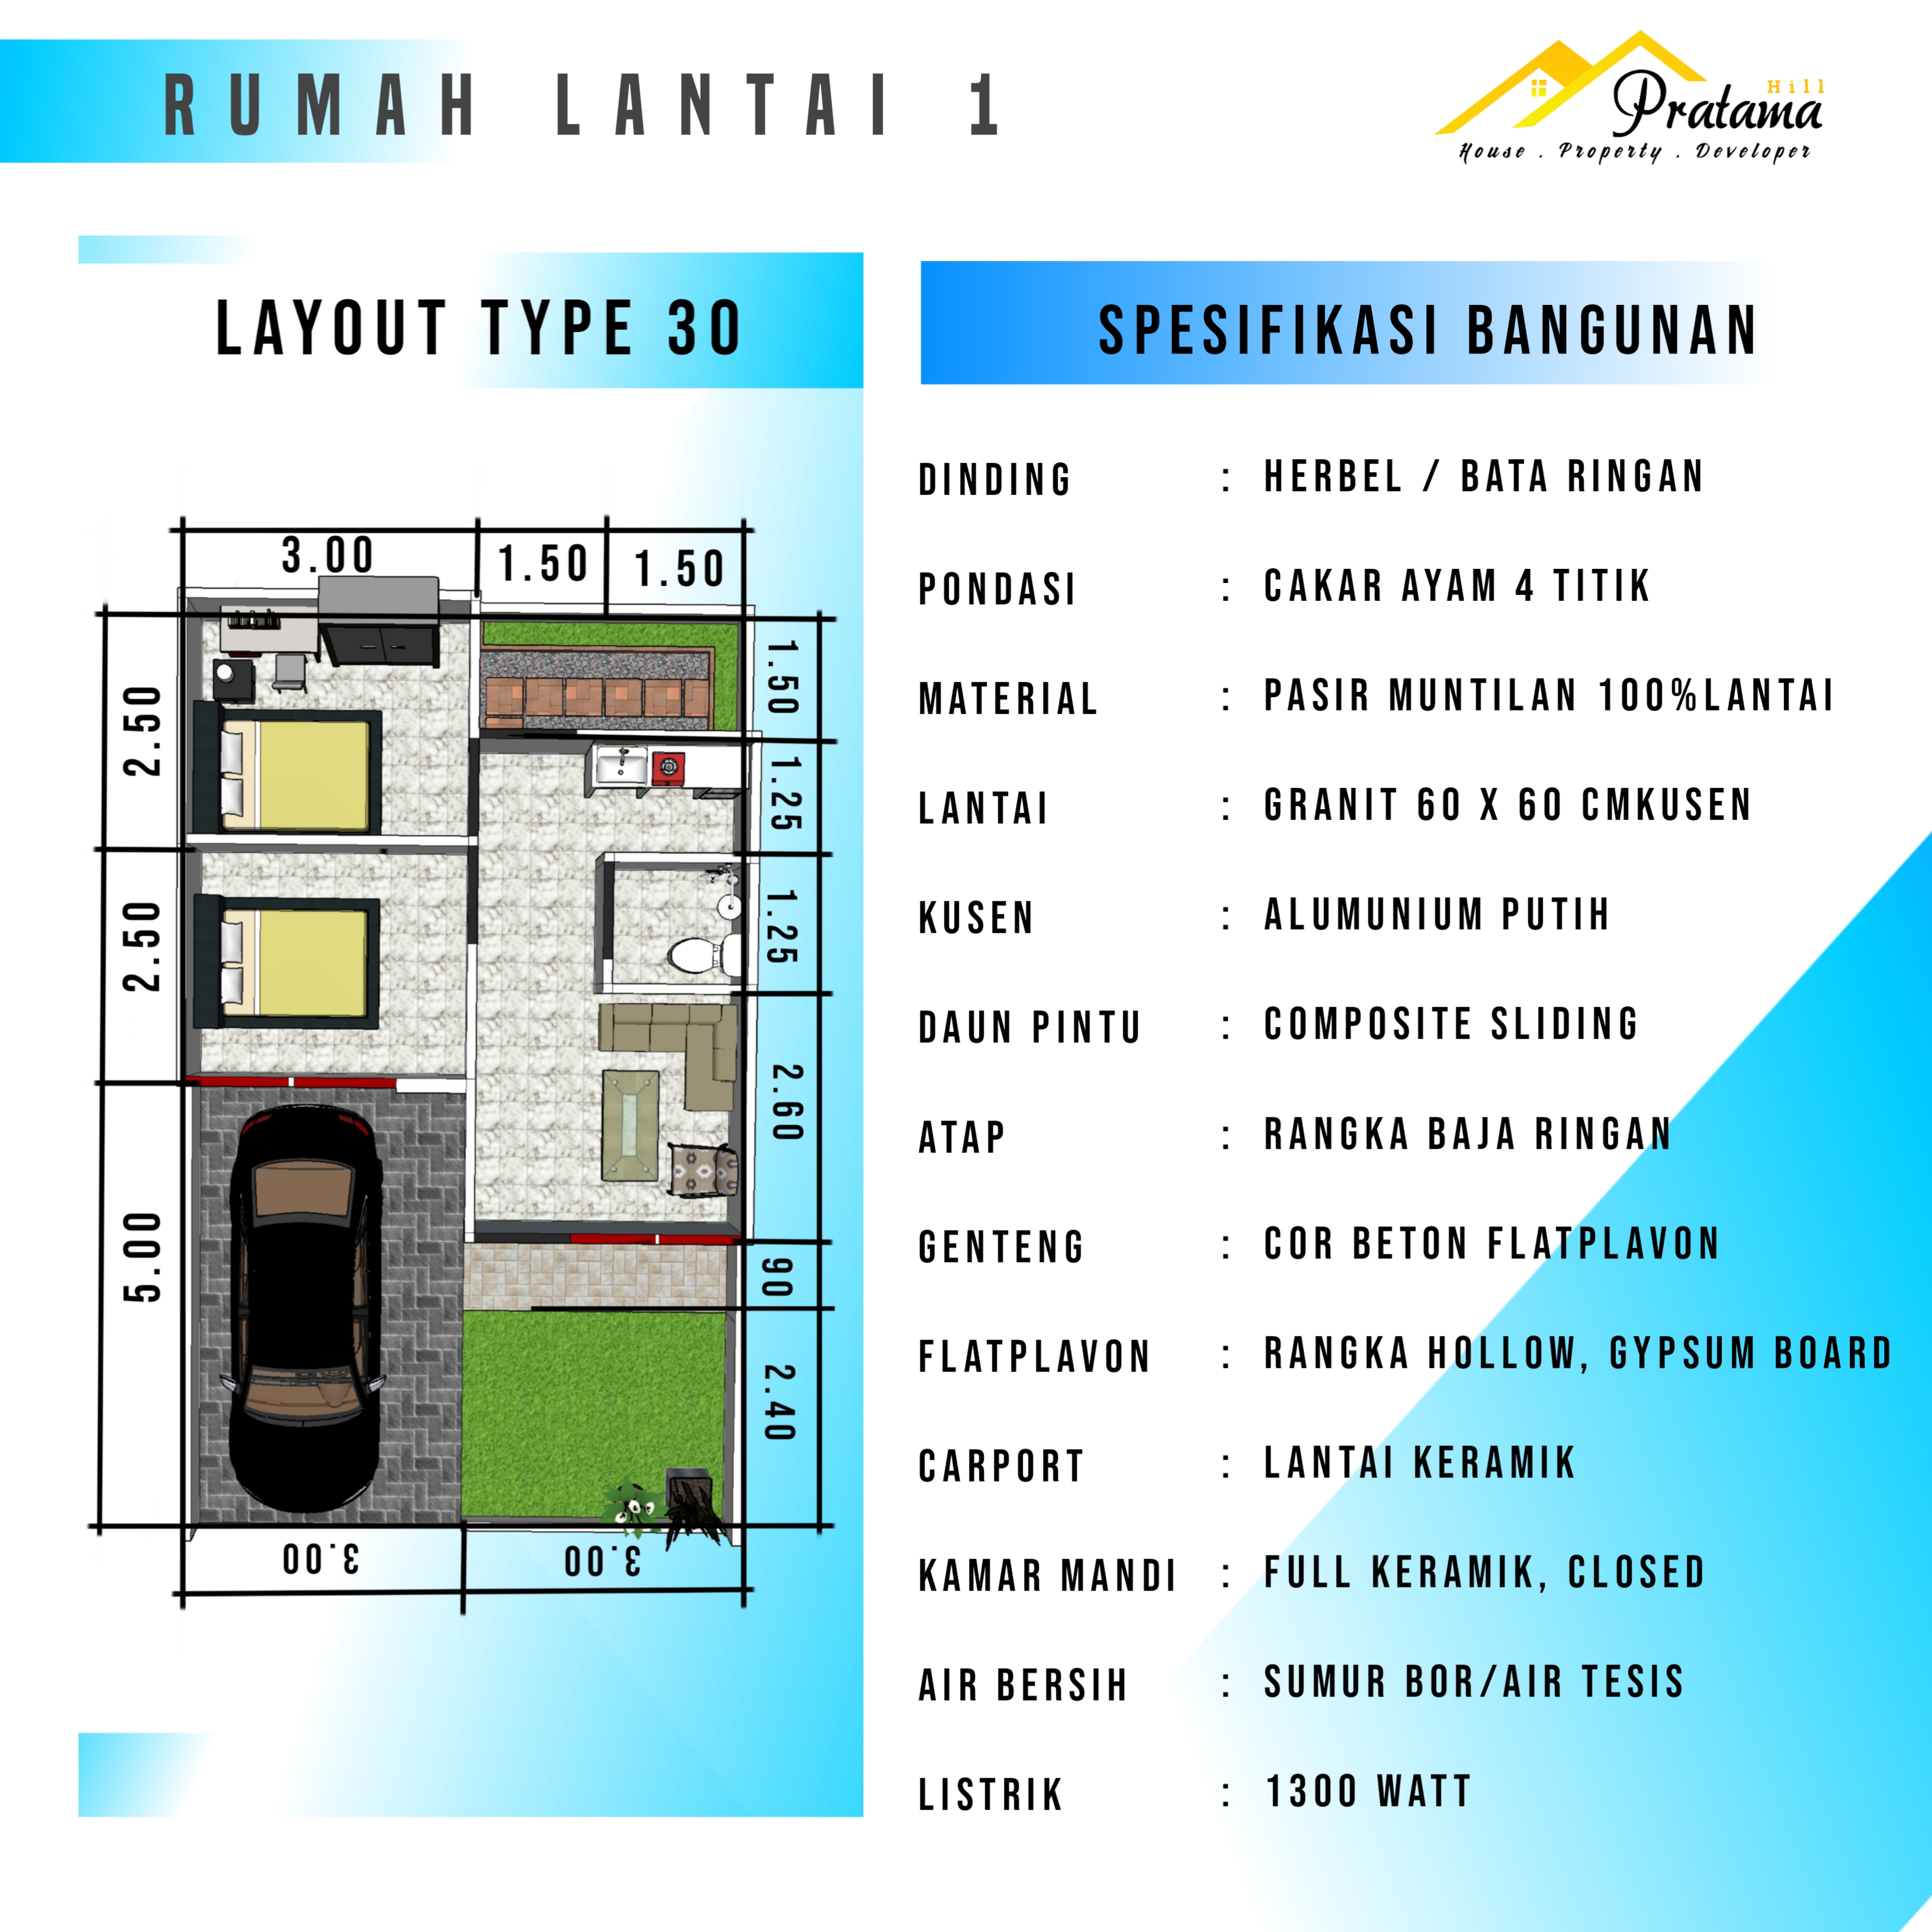 RUMAH LANTAI 1
Hill
Pratama
House . Property . Developer
LAYOUT TYPE 30
3.00
1.50
1.50
2.50
2.50
5.00
1.50
1.25
1.25
2.60
90
2.40
3.00
3.00
SPESIFIKASI BANGUNAN
DINDING : HERBEL / BATA RINGAN
PONDASI : CAKAR AYAM 4 TITIK
MATERIAL : PASIR MUNTILAN 100%LANTAI
LANTAI : GRANIT 60 X 60 CMKUSEN
KUSEN : ALUMUNIUM PUTIH
DAUN PINTU : COMPOSITE SLIDING
ATAP : RANGKA BAJA RINGAN
GENTENG : COR BETON FLATPLAVON
FLATPLAVON : RANGKA HOLLOW, GYPSUM BOARD
CARPORT : LANTAI KERAMIK
KAMAR MANDI : FULL KERAMIK, CLOSED
AIR BERSIH : SUMUR BOR/AIR TESIS
LISTRIK : 1300 WATT